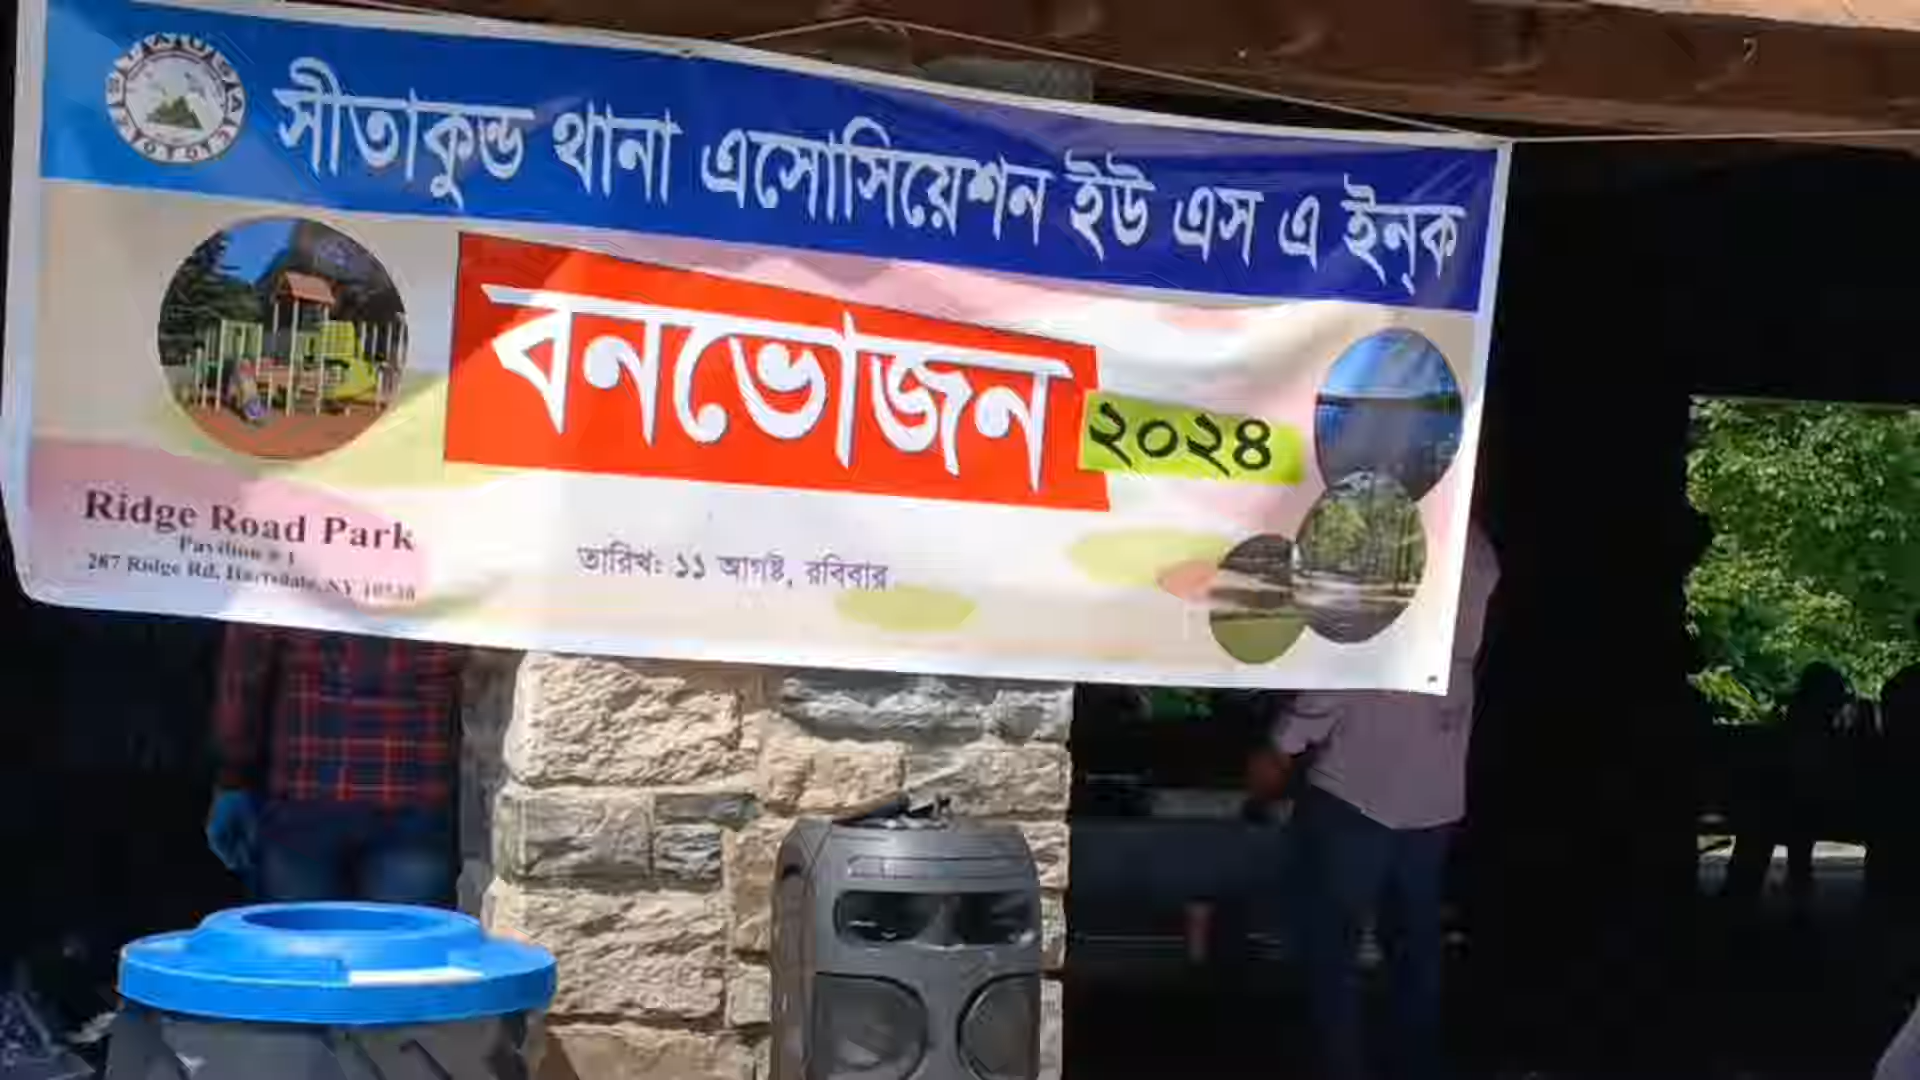 সীতাকুন্ড থানা এসোসিয়েশন ইউ এস এ ইন্‌ক
বনভোজন
২০২৪
Ridge Road Park
Pavilion # 1
287 Ridge Rd, Hartsdale, NY 10530
তারিখ: ১১ আগষ্ট, রবিবার